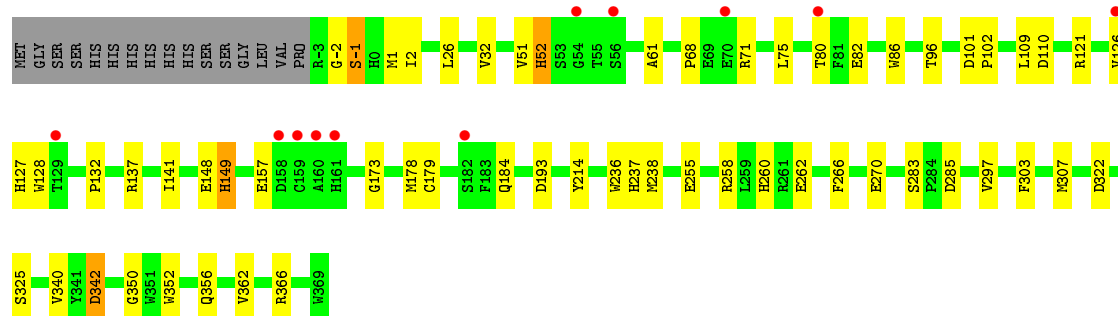 MET GLY SER SER HIS HIS HIS HIS HIS HIS SER SER GLY LEU VAL PRO R-3 G-2 S-1 H0 M1 I2 L26 V32 V51 H52 S53 G54 T55 S56 A61 P68 E69 E70 R71 L75 T80 F81 E82 W86 T96 D101 P102 L109 D110 R121 V126
H127 W128 T129 P132 R137 I141 E148 H149 E157 D158 C159 A160 H161 G173 M178 C179 S182 F183 Q184 D193 Y214 W236 H237 M238 E255 R258 L259 H260 R261 E262 F266 E270 S283 P284 D285 V297 F303 M307 D322
S325 V340 Y341 D342 G350 W351 W352 Q356 V362 R366 W369